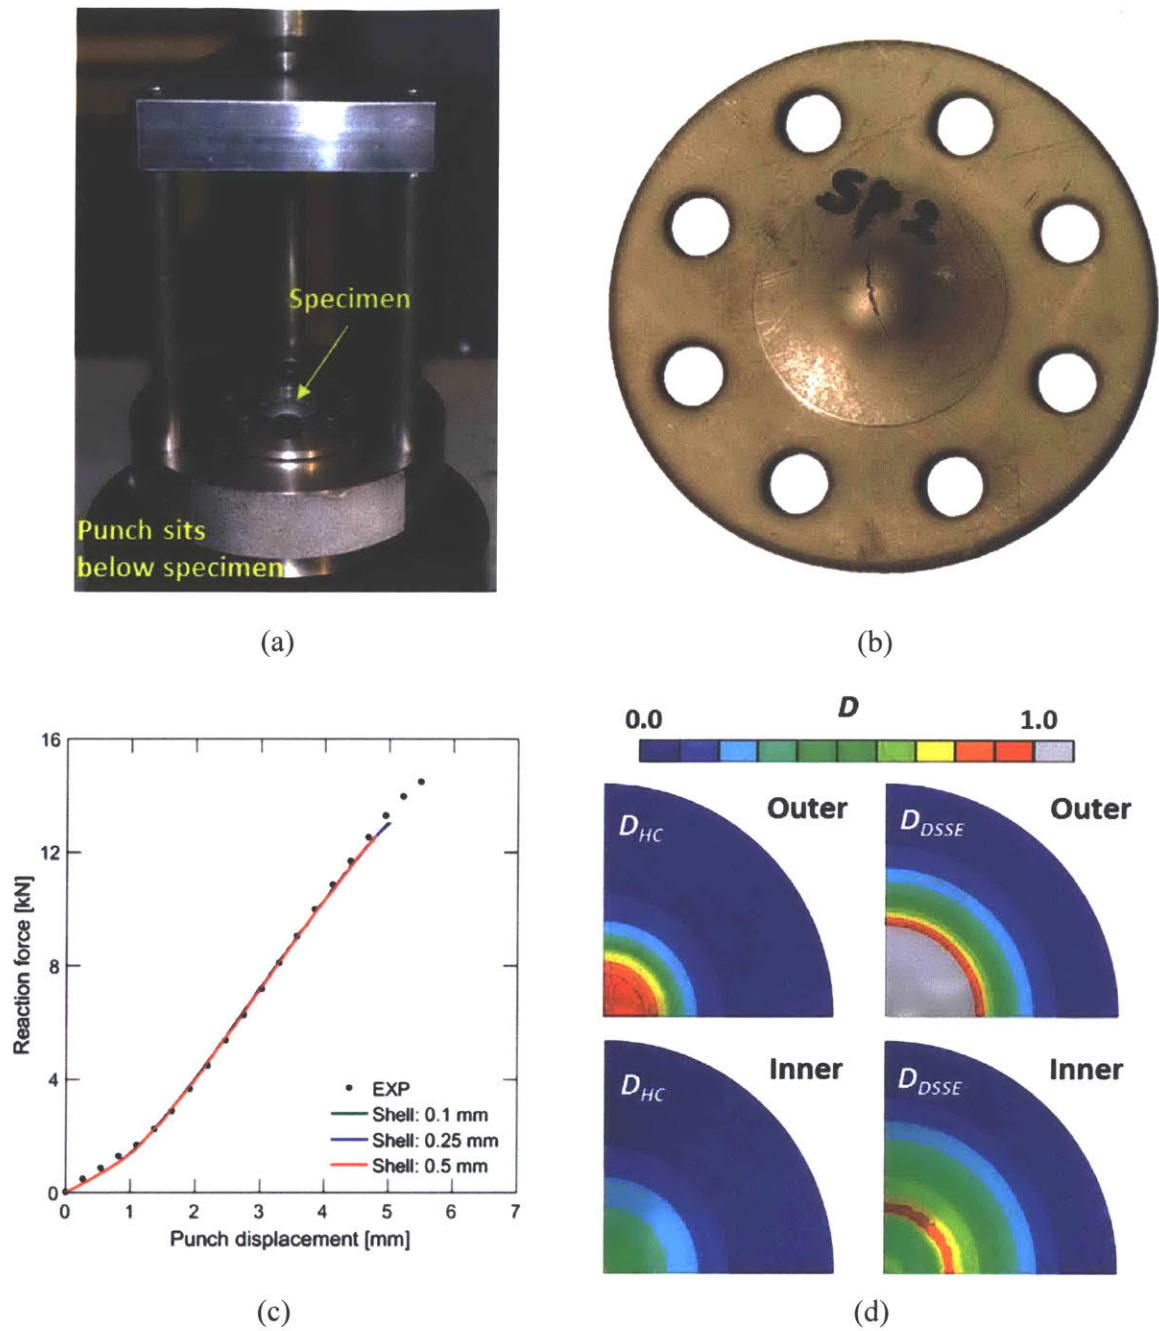 Specimen
Punch sits
below specimen
(a)
Sp 2
(b)
16
12
8
4
0
Reaction force [kN]
EXP
Shell: 0.1 mm
Shell: 0.25 mm
Shell: 0.5 mm
0 1 2 3 4 5 6 7
Punch displacement [mm]
(c)
0.0 D 1.0
D_HC Outer
D_DSSE Outer
D_HC Inner
D_DSSE Inner
(d)